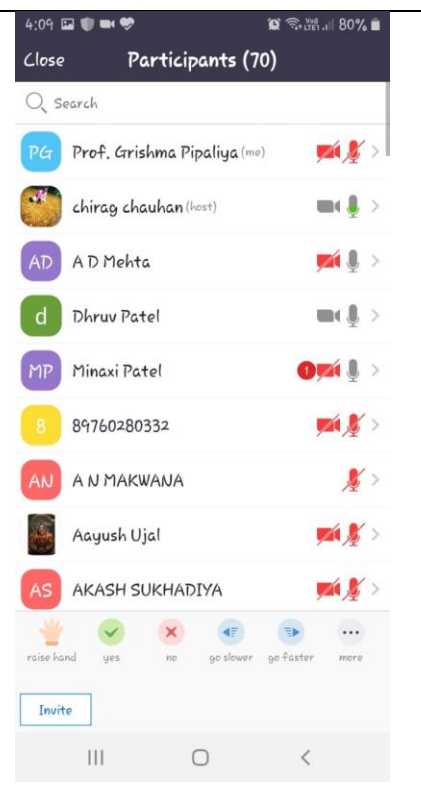 4:09 Vo) LTE1 80%
Close Participants (70)
Search
PG Prof. Grishma Pipaliya (me)
chirag chauhan (host)
AD A D Mehta
d Dhruv Patel
MP Minaxi Patel 1
8 89760280332
AN A N MAKWANA
Aayush Ujal
AS AKASH SUKHADIYA
raise hand yes no go slower go faster more
Invite